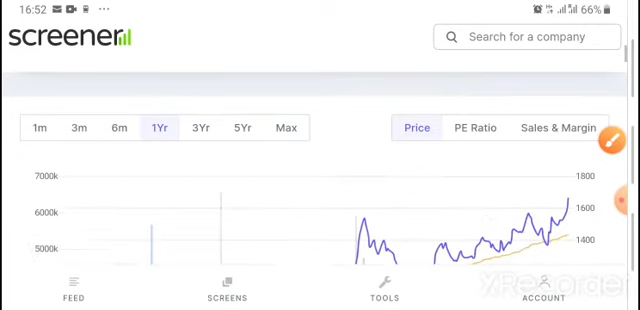 16:52 66%
screener
Search for a company
1m 3m 6m 1Yr 3Yr 5Yr Max Price PE Ratio Sales & Margin
7000k 1800
6000k 1600
5000k 1400
XRecorder
FEED SCREENS TOOLS ACCOUNT